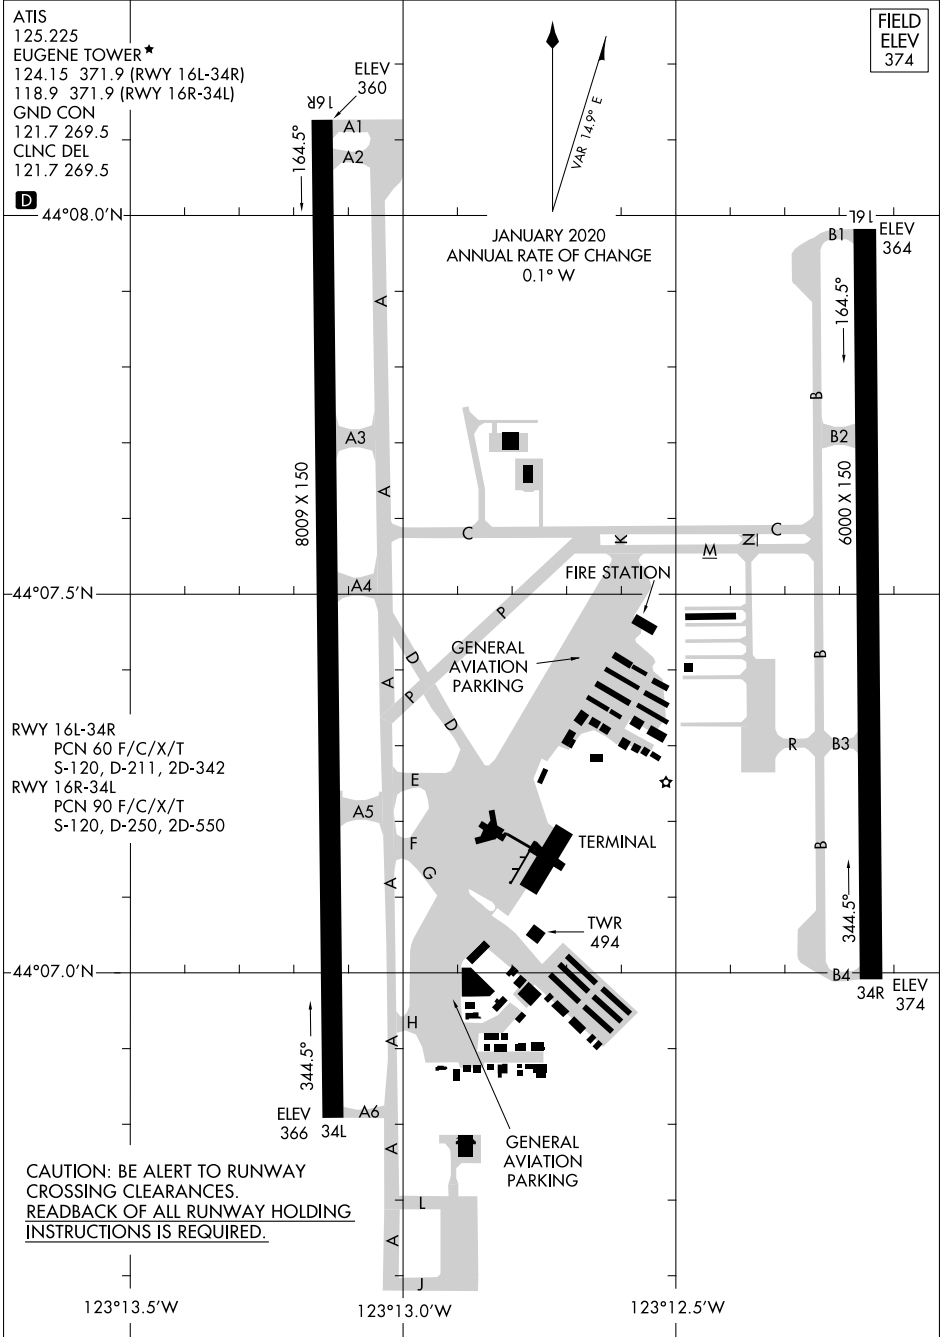 ATIS
125.225
EUGENE TOWER★
124.15 371.9 (RWY 16L-34R)
118.9 371.9 (RWY 16R-34L)
GND CON
121.7 269.5
CLNC DEL
121.7 269.5
D
FIELD
ELEV
374
VAR 14.9° E
JANUARY 2020
ANNUAL RATE OF CHANGE
0.1° W
ELEV
360
16R
164.5°
A1
A2
44°08.0'N
16L
ELEV
364
B1
164.5°
A
B
A3
B2
8009 X 150
6000 X 150
A
C
C
K
M
N
FIRE STATION
44°07.5'N
A4
P
GENERAL
AVIATION
PARKING
D
B
A
P
D
RWY 16L-34R
PCN 60 F/C/X/T
S-120, D-211, 2D-342
RWY 16R-34L
PCN 90 F/C/X/T
S-120, D-250, 2D-550
R
B3
E
A5
F
TERMINAL
B
G
A
344.5°
TWR
494
44°07.0'N
B4
34R
ELEV
374
H
A
344.5°
ELEV
366
34L
A6
GENERAL
AVIATION
PARKING
A
CAUTION: BE ALERT TO RUNWAY
CROSSING CLEARANCES.
READBACK OF ALL RUNWAY HOLDING
INSTRUCTIONS IS REQUIRED.
L
A
J
123°13.5'W
123°13.0'W
123°12.5'W